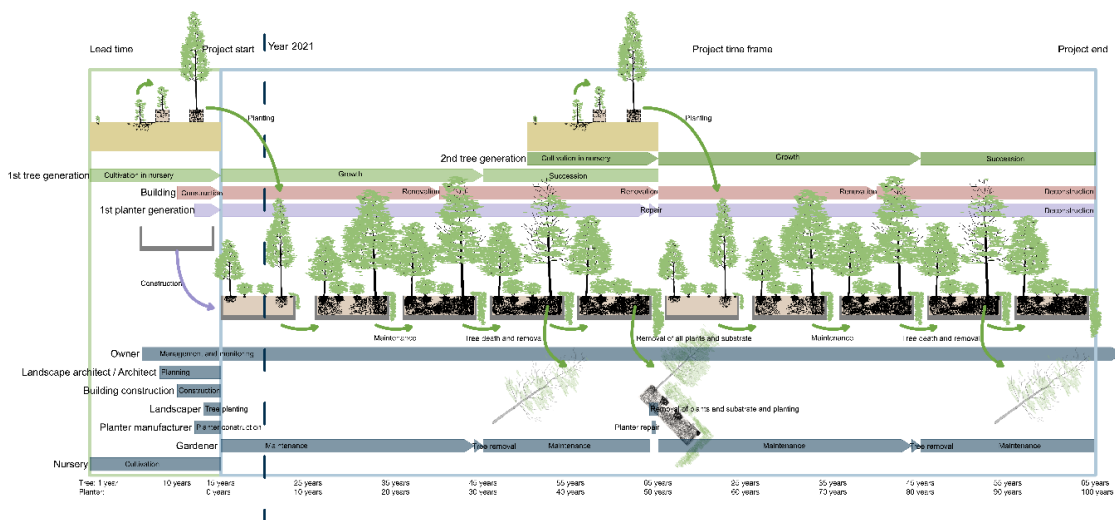 Lead time
Project start
Year 2021
Project time frame
Project end
Planting
Planting
2nd tree generation
Cultivation in nursery
Growth
Succession
1st tree generation
Cultivation in nursery
Growth
Succession
Building
Construction
Renovation
Renovation
Renovation
Deconstruction
1st planter generation
Repair
Deconstruction
Construction
Maintenance
Tree death and removal
Removal of all plants and substrate
Maintenance
Tree death and removal
Owner
Management and monitoring
Landscape architect / Architect
Planning
Building construction
Construction
Landscaper
Tree planting
Removal of plants and substrate and planting
Planter manufacturer
Planter construction
Planter repair
Gardener
Maintenance
Tree removal
Maintenance
Maintenance
Tree removal
Maintenance
Nursery
Cultivation
Tree: 1 year 10 years 15 years 25 years 35 years 45 years 55 years 65 years 25 years 35 years 45 years 55 years 65 years
Planter: 0 years 10 years 20 years 30 years 40 years 50 years 60 years 70 years 80 years 90 years 100 years